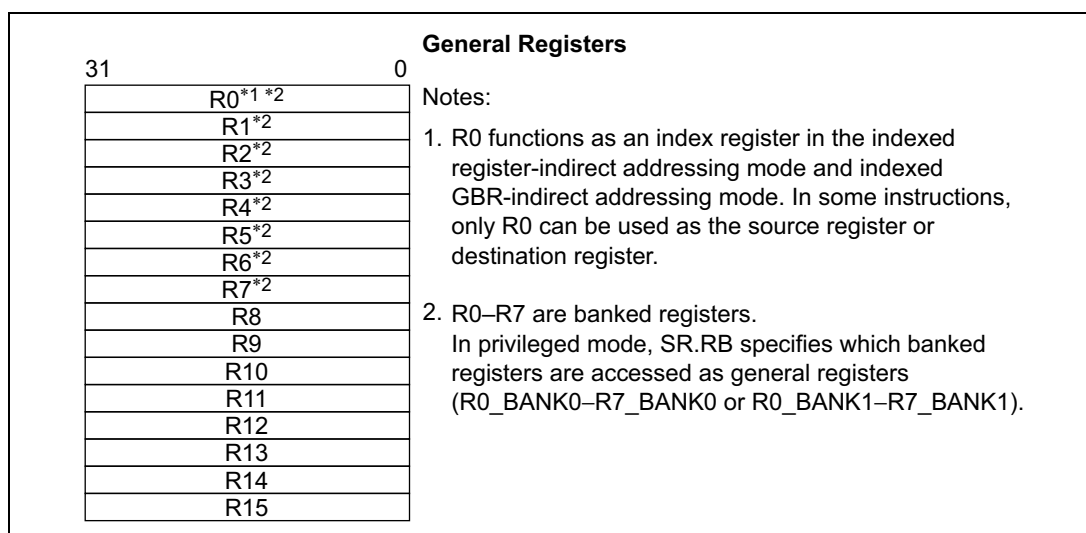 General Registers
31 0
R0*1 *2
R1*2
R2*2
R3*2
R4*2
R5*2
R6*2
R7*2
R8
R9
R10
R11
R12
R13
R14
R15
Notes:
1. R0 functions as an index register in the indexed
register-indirect addressing mode and indexed
GBR-indirect addressing mode. In some instructions,
only R0 can be used as the source register or
destination register.
2. R0–R7 are banked registers.
In privileged mode, SR.RB specifies which banked
registers are accessed as general registers
(R0_BANK0–R7_BANK0 or R0_BANK1–R7_BANK1).